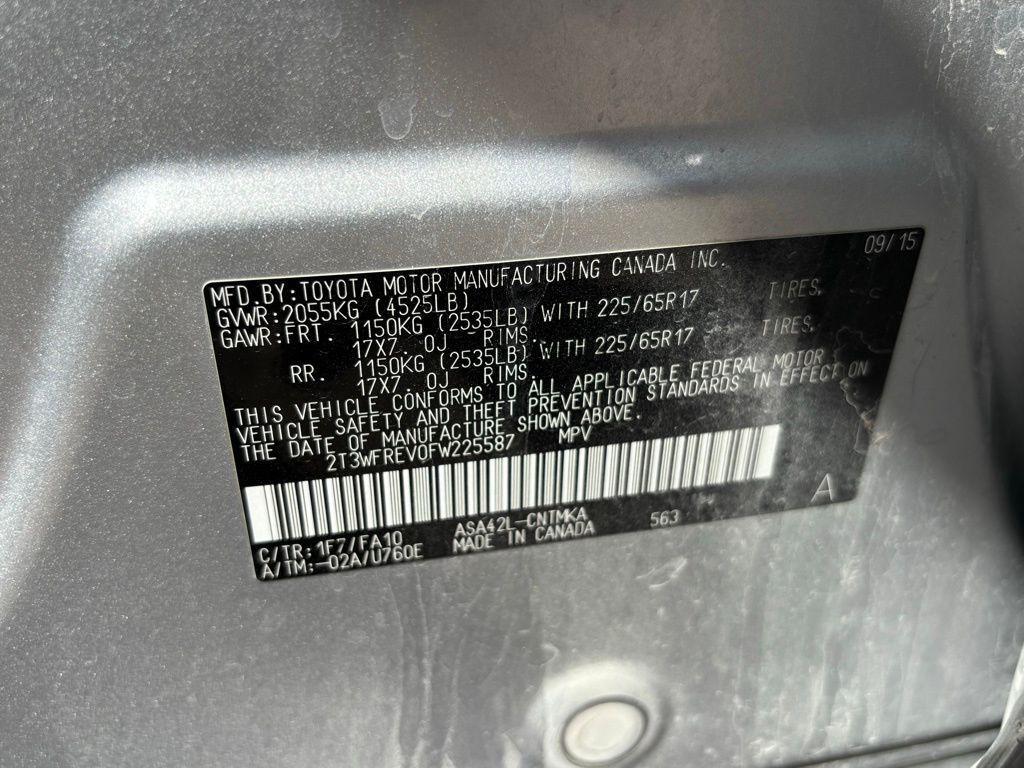 09/15
MFD.BY:TOYOTA MOTOR MANUFACTURING CANADA INC.
GVWR:2055KG (4525LB)
GAWR:FRT. 1150KG (2535LB) WITH 225/65R17 TIRES,
17X7.0J RIMS.
RR. 1150KG (2535LB) WITH 225/65R17 TIRES,
17X7.0J RIMS.
THIS VEHICLE CONFORMS TO ALL APPLICABLE FEDERAL MOTOR
VEHICLE SAFETY AND THEFT PREVENTION STANDARDS IN EFFECT ON
THE DATE OF MANUFACTURE SHOWN ABOVE.
2T3WFREV0FW225587 MPV
A
C/TR:1F7/FA10 ASA42L-CNTMKA 563
A/TM:-02A/U760E MADE IN CANADA